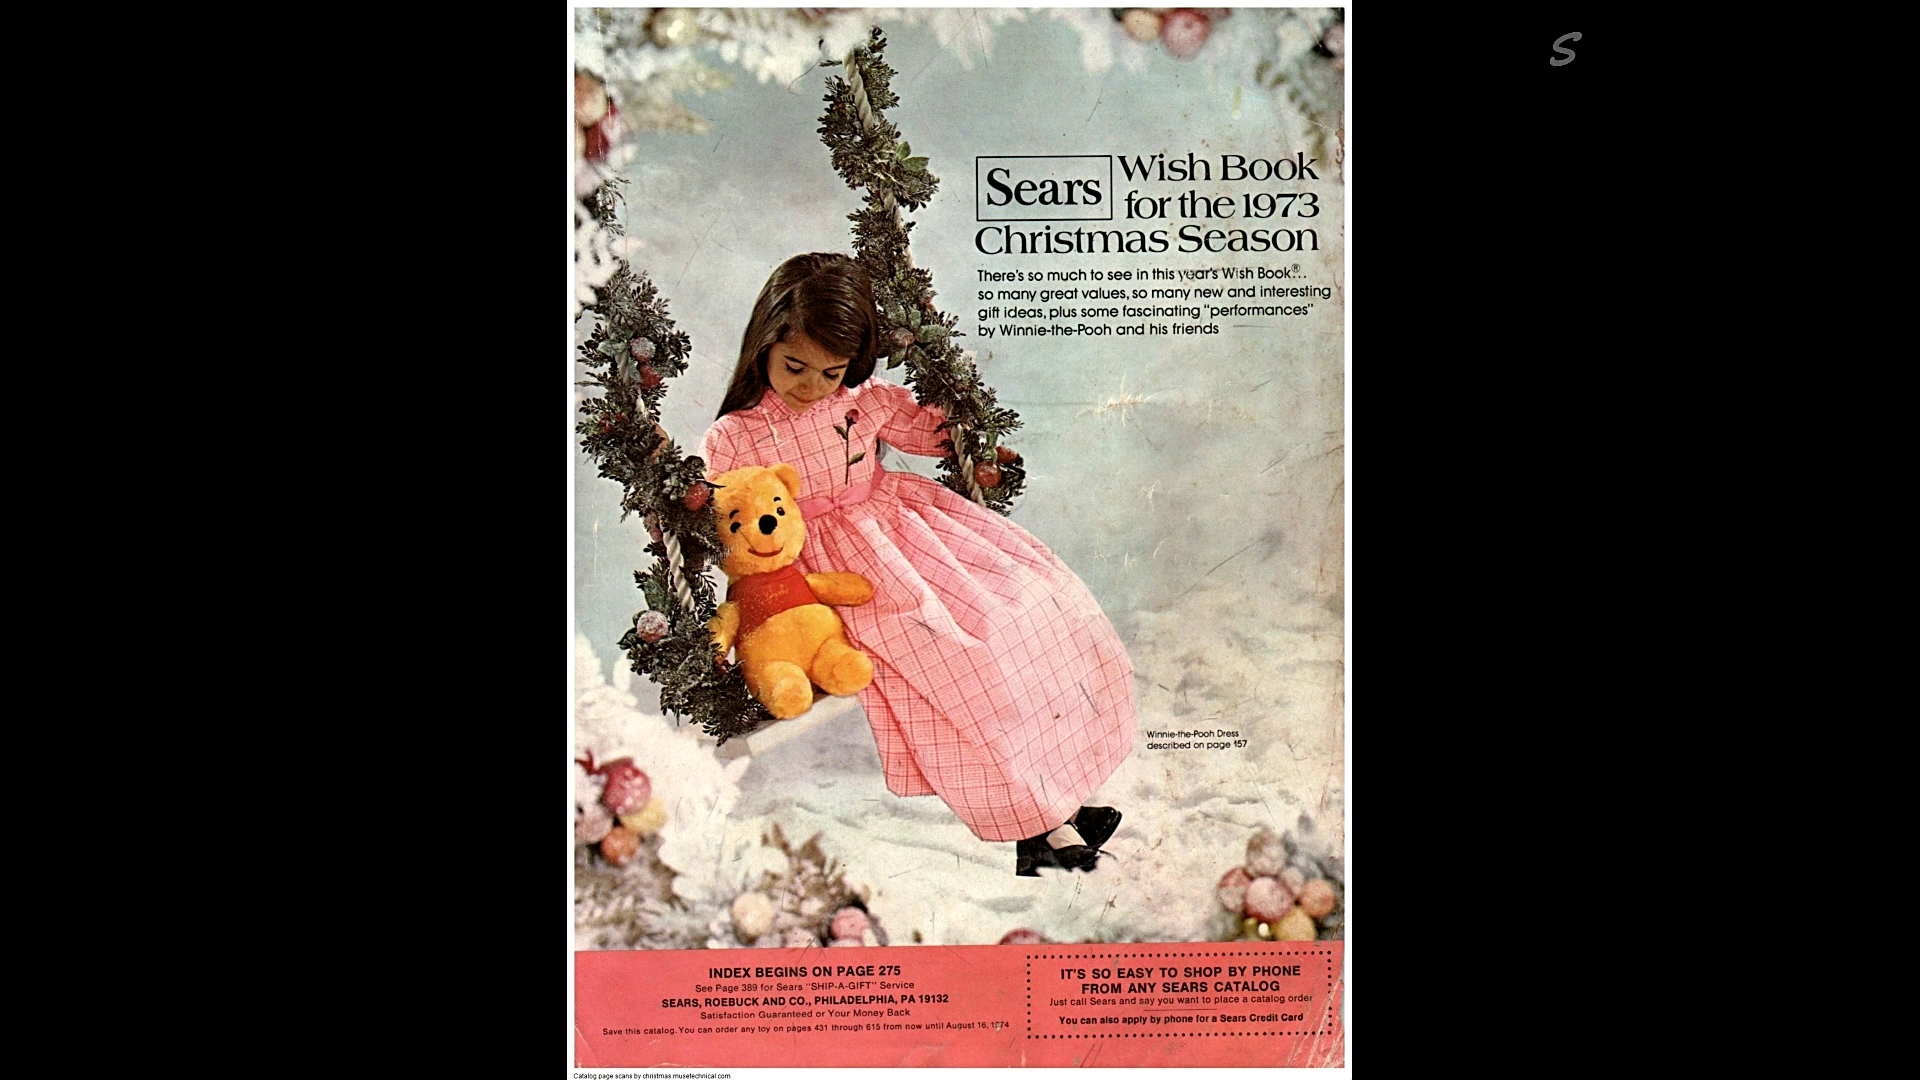 S
Sears
Wish Book
for the 1973
Christmas Season
There's so much to see in this year's Wish Book®...
so many great values, so many new and interesting
gift ideas, plus some fascinating "performances"
by Winnie-the-Pooh and his friends
Winnie-the-Pooh Dress
described on page 157
INDEX BEGINS ON PAGE 275
See Page 389 for Sears "SHIP-A-GIFT" Service
SEARS, ROEBUCK AND CO., PHILADELPHIA, PA 19132
Satisfaction Guaranteed or Your Money Back
Save this catalog. You can order any toy on pages 431 through 615 from now until August 16, 1974
IT'S SO EASY TO SHOP BY PHONE
FROM ANY SEARS CATALOG
Just call Sears and say you want to place a catalog order
You can also apply by phone for a Sears Credit Card
Catalog page scans by christmas.musetechnical.com